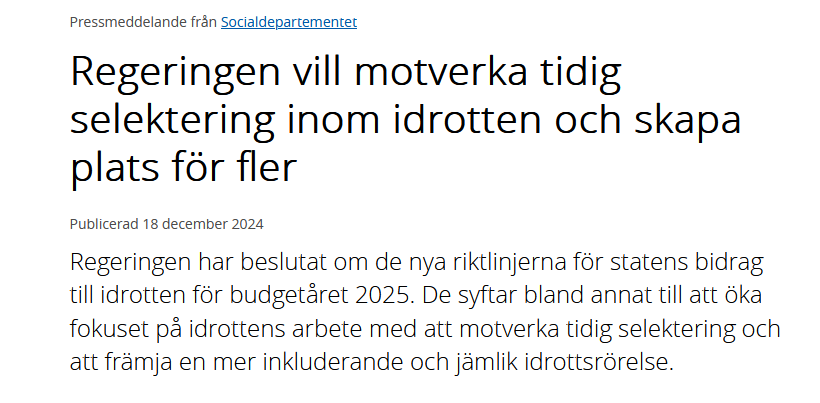 Pressmeddelande från Socialdepartementet
Regeringen vill motverka tidig
selektering inom idrotten och skapa
plats för fler
Publicerad 18 december 2024
Regeringen har beslutat om de nya riktlinjerna för statens bidrag
till idrotten för budgetåret 2025. De syftar bland annat till att öka
fokuset på idrottens arbete med att motverka tidig selektering och
att främja en mer inkluderande och jämlik idrottsrörelse.